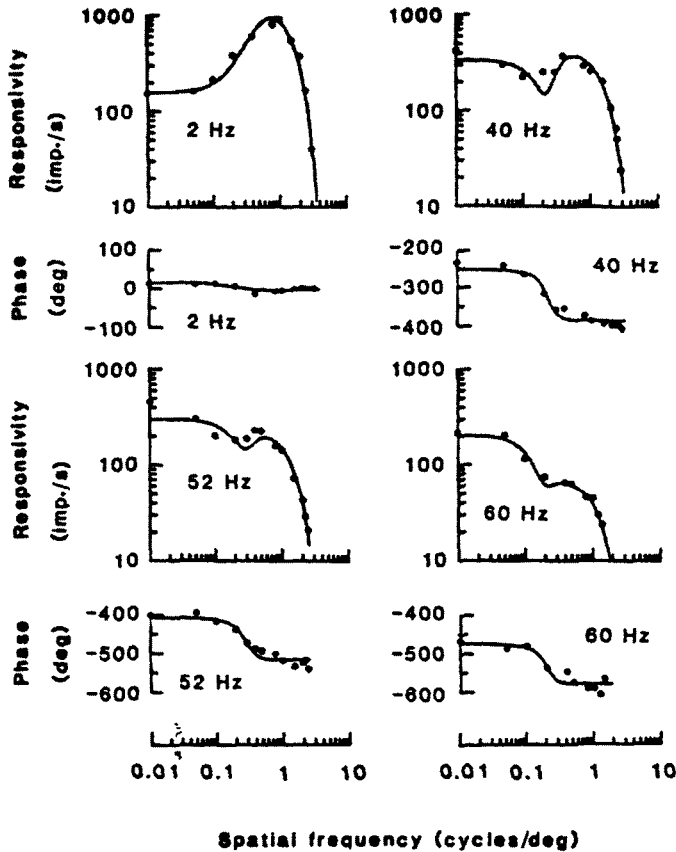 1000
100
10
Responsivity
(imp./s)
2 Hz
1000
100
10
40 Hz
100
0
-100
Phase
(deg)
2 Hz
-200
-300
-400
40 Hz
1000
100
10
Responsivity
(imp./s)
52 Hz
1000
100
10
60 Hz
-400
-500
-600
Phase
(deg)
52 Hz
-400
-500
-600
60 Hz
0.01 0.1 1 10
0.01 0.1 1 10
Spatial frequency (cycles/deg)